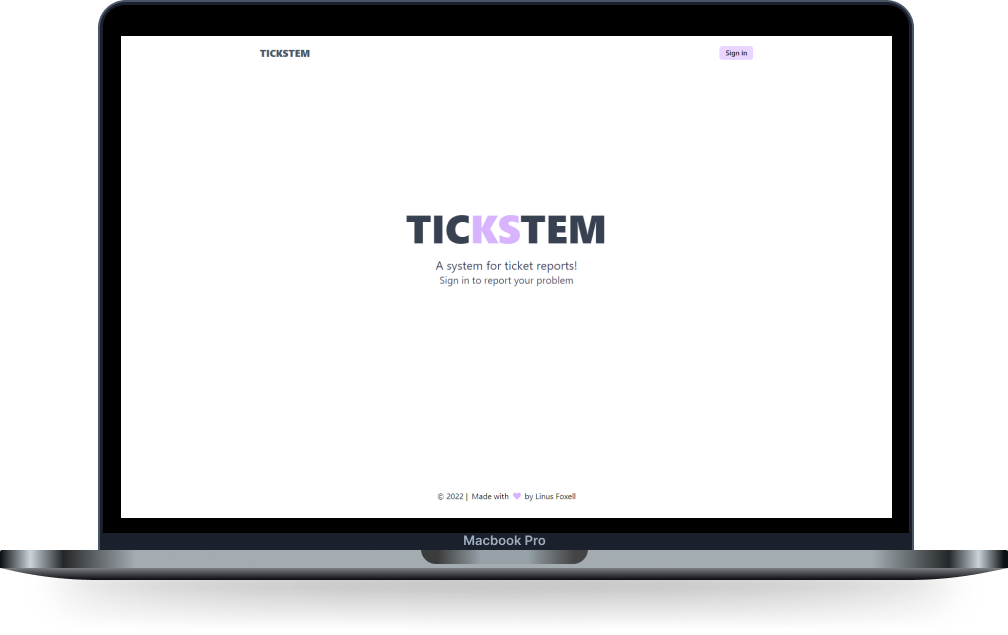 TICKSTEM
Sign in
TICKSTEM
A system for ticket reports!
Sign in to report your problem
© 2022 | Made with 💜 by Linus Foxell
Macbook Pro